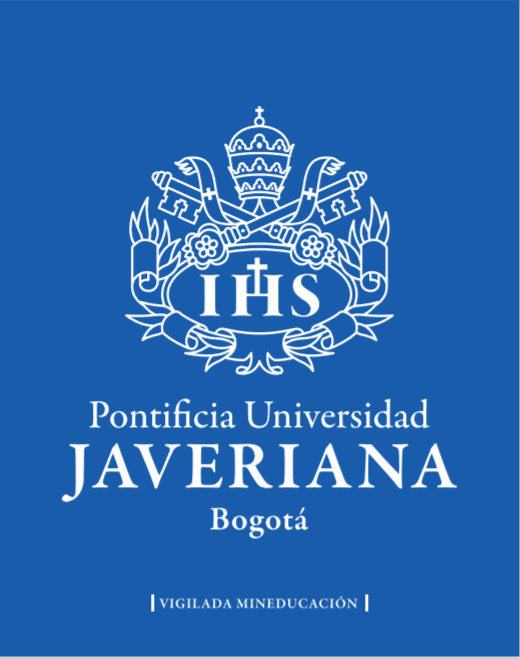 IHS
Pontificia Universidad
JAVERIANA
Bogotá
VIGILADA MINEDUCACIÓN